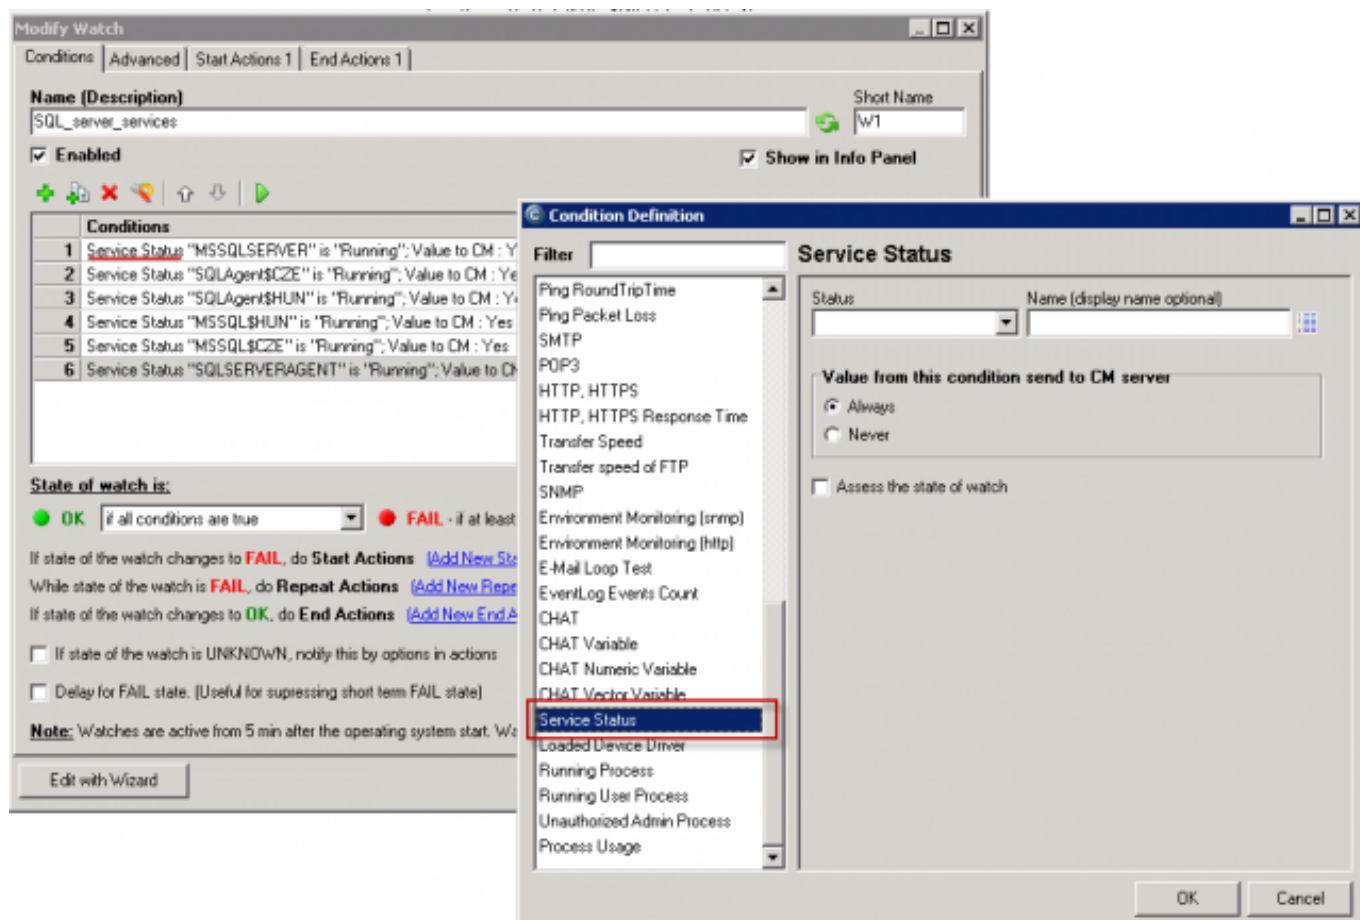 Modify Watch
Conditions Advanced Start Actions 1 End Actions 1
Name (Description) Short Name
SQL_server_services W1
Enabled Show in Info Panel
Conditions
1 Service Status "MSSQLSERVER" is "Running"; Value to CM : Y
2 Service Status "SQLAgent$CZE" is "Running"; Value to CM : Ye
3 Service Status "SQLAgent$HUN" is "Running"; Value to CM : Y
4 Service Status "MSSQL$HUN" is "Running"; Value to CM : Yes
5 Service Status "MSSQL$CZE" is "Running"; Value to CM : Yes
6 Service Status "SQLSERVERAGENT" is "Running"; Value to CM
State of watch is:
OK if all conditions are true FAIL - if at least
If state of the watch changes to FAIL, do Start Actions (Add New Sta
While state of the watch is FAIL, do Repeat Actions (Add New Repe
If state of the watch changes to OK, do End Actions (Add New End A
If state of the watch is UNKNOWN, notify this by options in actions
Delay for FAIL state. (Useful for supressing short term FAIL state)
Note: Watches are active from 5 min after the operating system start. Wa
Edit with Wizard
Condition Definition
Filter
Ping RoundTripTime
Ping Packet Loss
SMTP
POP3
HTTP, HTTPS
HTTP, HTTPS Response Time
Transfer Speed
Transfer speed of FTP
SNMP
Environment Monitoring (snmp)
Environment Monitoring (http)
E-Mail Loop Test
EventLog Events Count
CHAT
CHAT Variable
CHAT Numeric Variable
CHAT Vector Variable
Service Status
Loaded Device Driver
Running Process
Running User Process
Unauthorized Admin Process
Process Usage
Service Status
Status Name (display name optional)
Value from this condition send to CM server
Always
Never
Assess the state of watch
OK Cancel